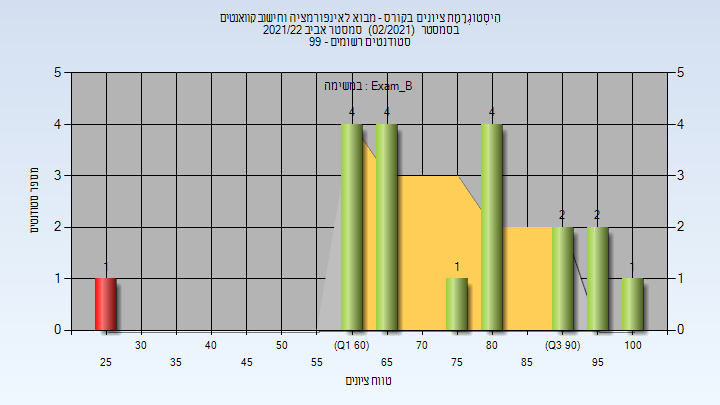 היסטוגרמת ציונים בקורס - מבוא לאינפורמציה וחישוב קוואנטים
בסמסטר (02/2021) סמסטר אביב 2021/22
סטודנטים רשומים - 99
במשימה : Exam_B
מספר סטודנטים
5 5
4 4
3 3
2 2
1 1
0 0
1 4 4 1 4 2 2 1
30 40 50 (Q1 60) 70 80 (Q3 90) 100
25 35 45 55 65 75 85 95
טווח ציונים